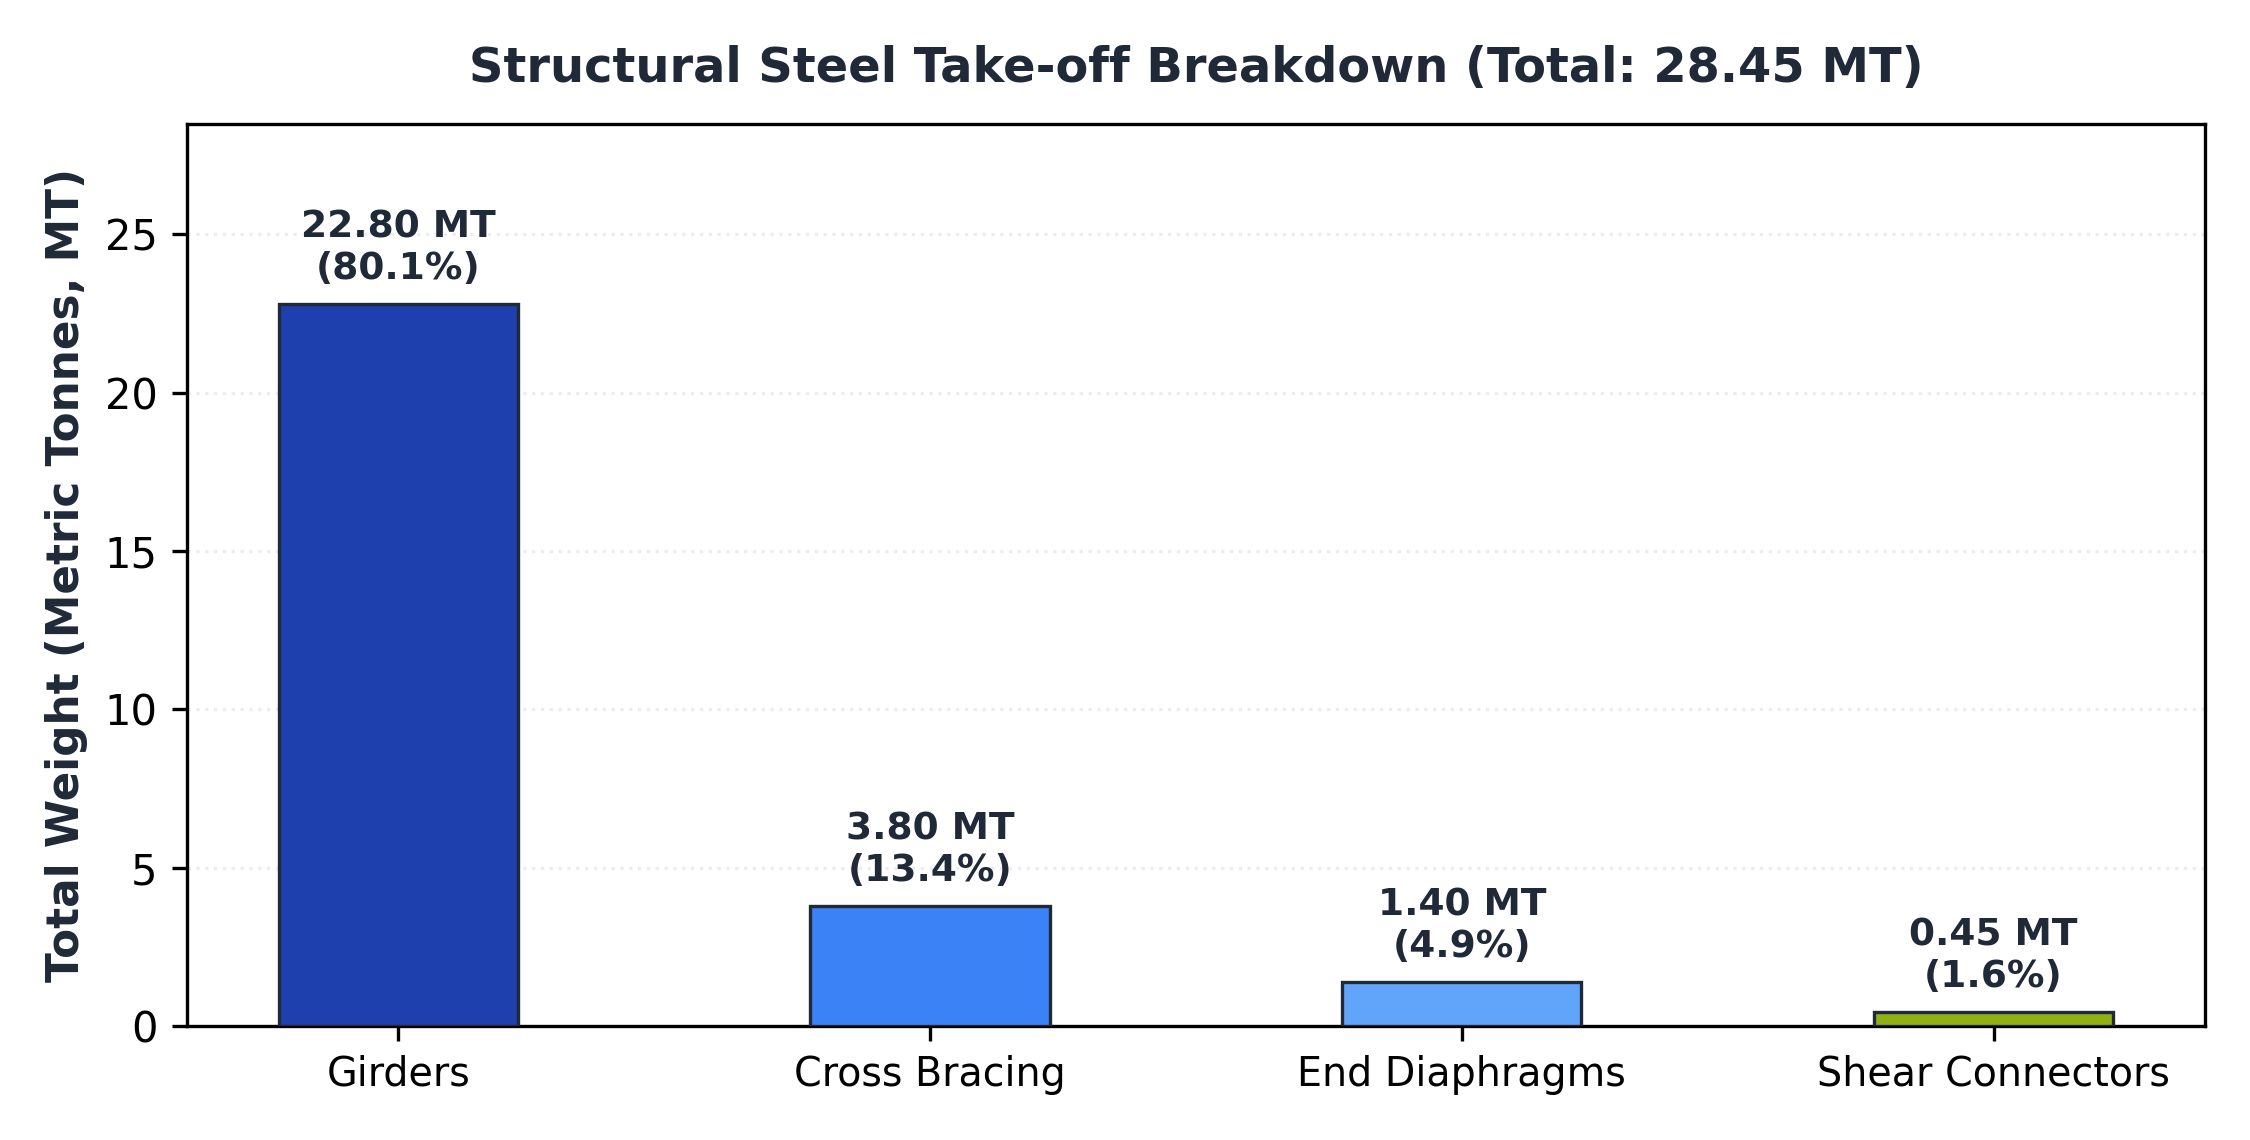 Structural Steel Take-off Breakdown (Total: 28.45 MT)
Total Weight (Metric Tonnes, MT)
25
20
15
10
5
0
22.80 MT
(80.1%)
3.80 MT
(13.4%)
1.40 MT
(4.9%)
0.45 MT
(1.6%)
Girders
Cross Bracing
End Diaphragms
Shear Connectors